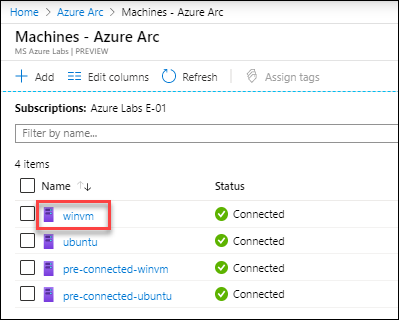 Home > Azure Arc > Machines - Azure Arc
Machines - Azure Arc
MS Azure Labs | PREVIEW
Add Edit columns Refresh Assign tags
Subscriptions: Azure Labs E-01
Filter by name...
4 items
Name Status
winvm Connected
ubuntu Connected
pre-connected-winvm Connected
pre-connected-ubuntu Connected